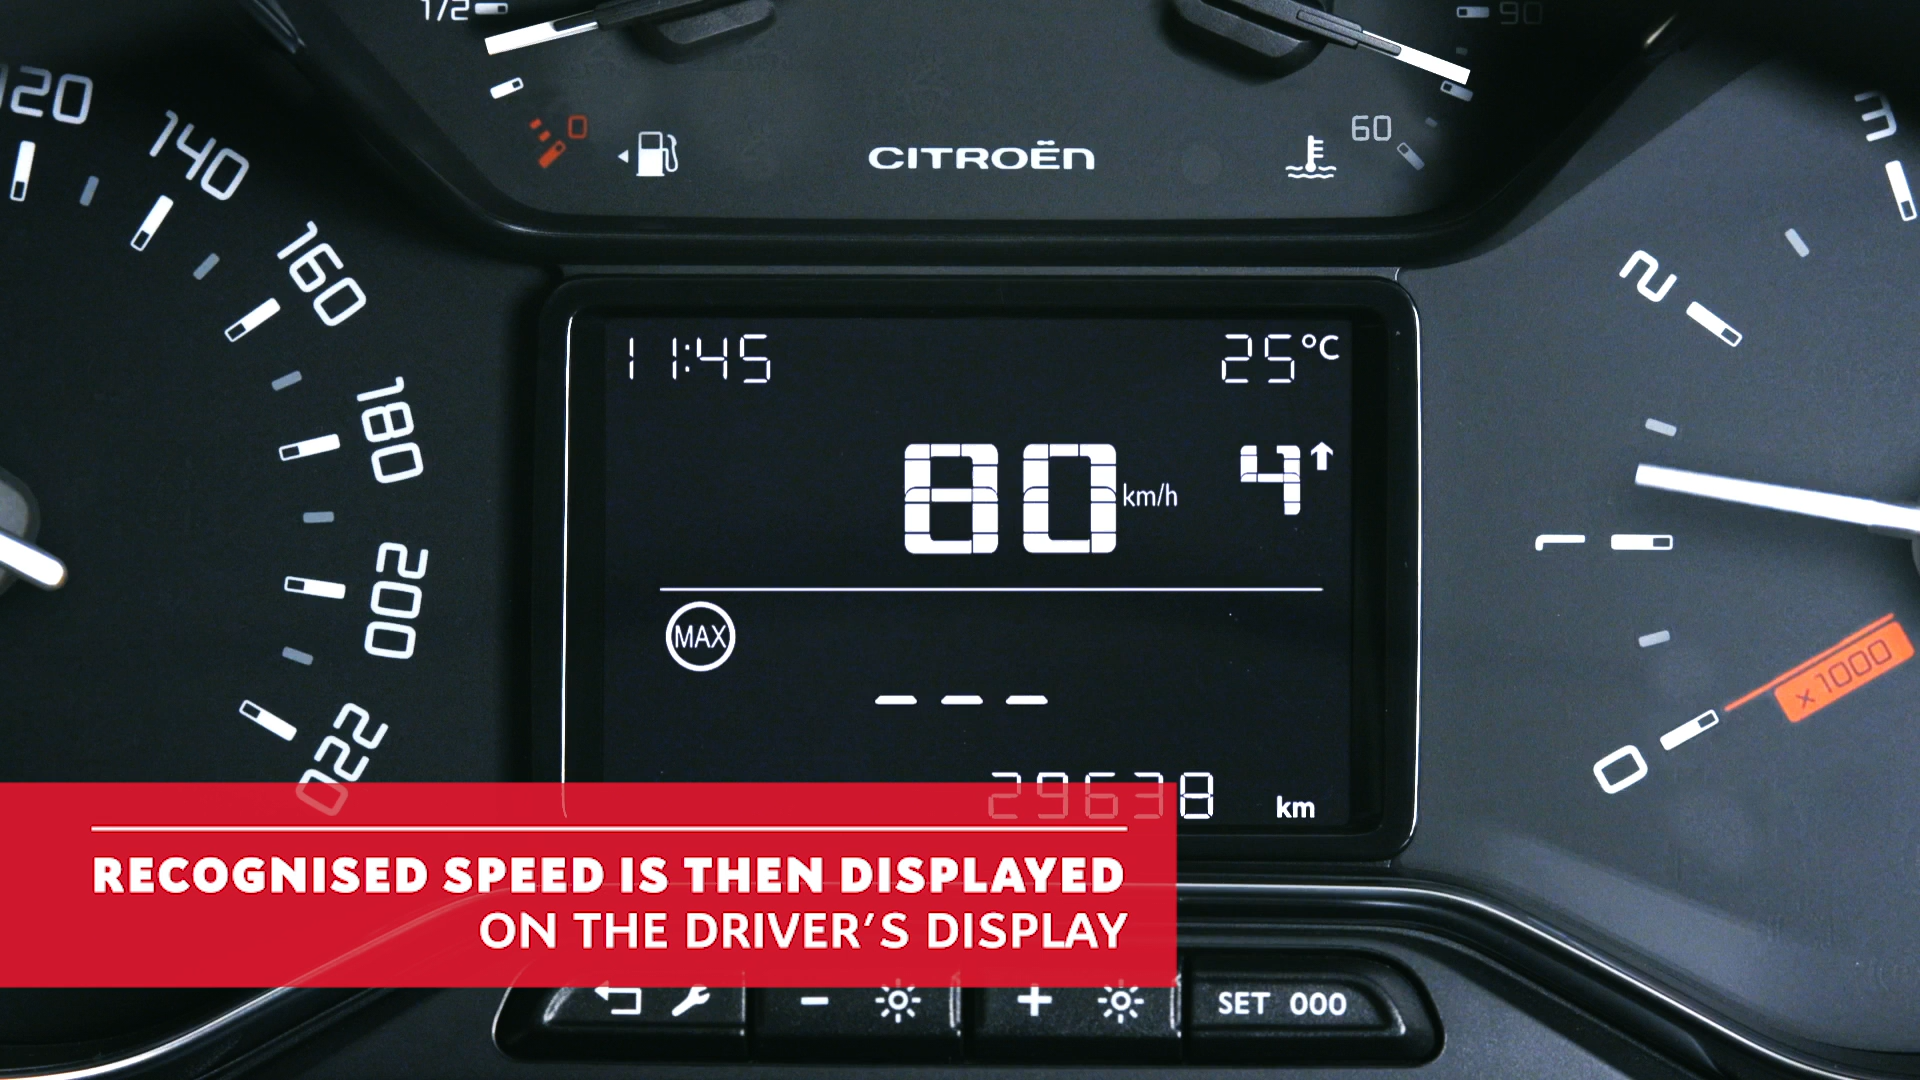 1/2
90
120
140
160
180
200
220
0
CITROËN
60
11:45
25°C
80 km/h 4
MAX
---
29638 km
3
2
1
0
x1000
RECOGNISED SPEED IS THEN DISPLAYED
ON THE DRIVER'S DISPLAY
- +
SET 000